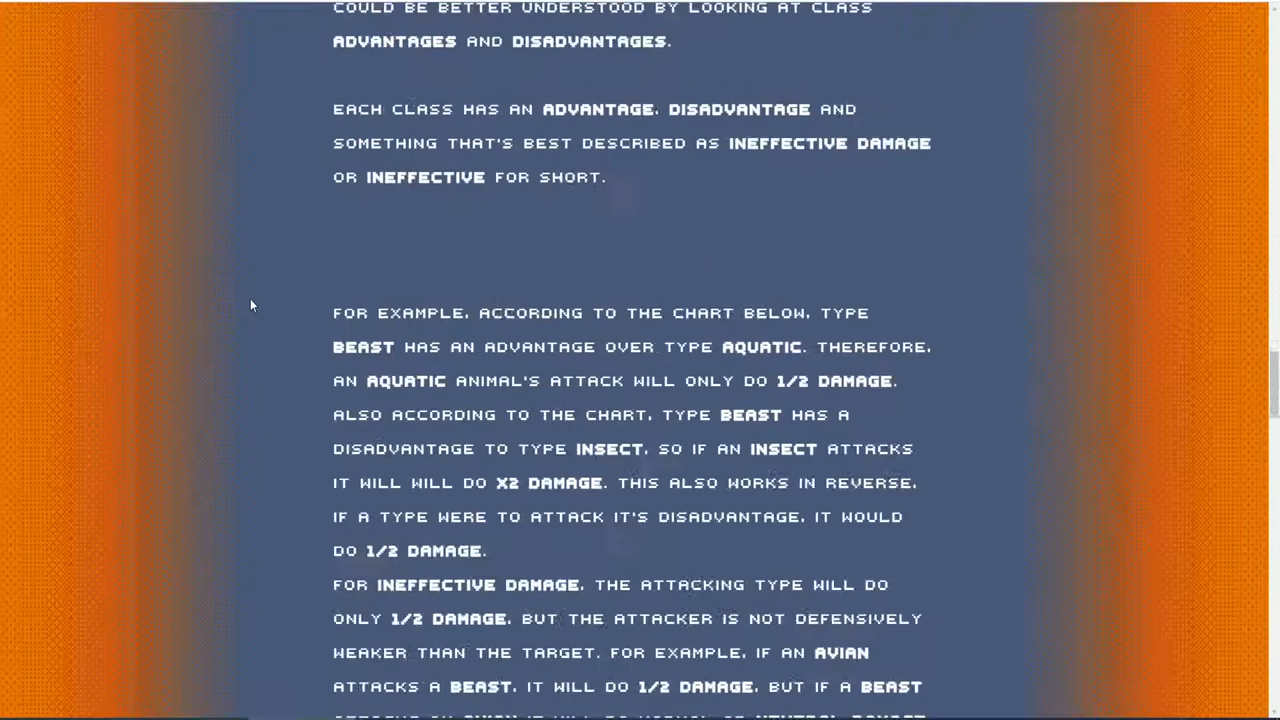 COULD BE BETTER UNDERSTOOD BY LOOKING AT CLASS
ADVANTAGES AND DISADVANTAGES.
EACH CLASS HAS AN ADVANTAGE, DISADVANTAGE AND
SOMETHING THAT'S BEST DESCRIBED AS INEFFECTIVE DAMAGE
OR INEFFECTIVE FOR SHORT.
FOR EXAMPLE, ACCORDING TO THE CHART BELOW, TYPE
BEAST HAS AN ADVANTAGE OVER TYPE AQUATIC. THEREFORE,
AN AQUATIC ANIMAL'S ATTACK WILL ONLY DO 1/2 DAMAGE.
ALSO ACCORDING TO THE CHART, TYPE BEAST HAS A
DISADVANTAGE TO TYPE INSECT, SO IF AN INSECT ATTACKS
IT WILL WILL DO X2 DAMAGE. THIS ALSO WORKS IN REVERSE.
IF A TYPE WERE TO ATTACK IT'S DISADVANTAGE, IT WOULD
DO 1/2 DAMAGE.
FOR INEFFECTIVE DAMAGE, THE ATTACKING TYPE WILL DO
ONLY 1/2 DAMAGE, BUT THE ATTACKER IS NOT DEFENSIVELY
WEAKER THAN THE TARGET. FOR EXAMPLE, IF AN AVIAN
ATTACKS A BEAST, IT WILL DO 1/2 DAMAGE, BUT IF A BEAST